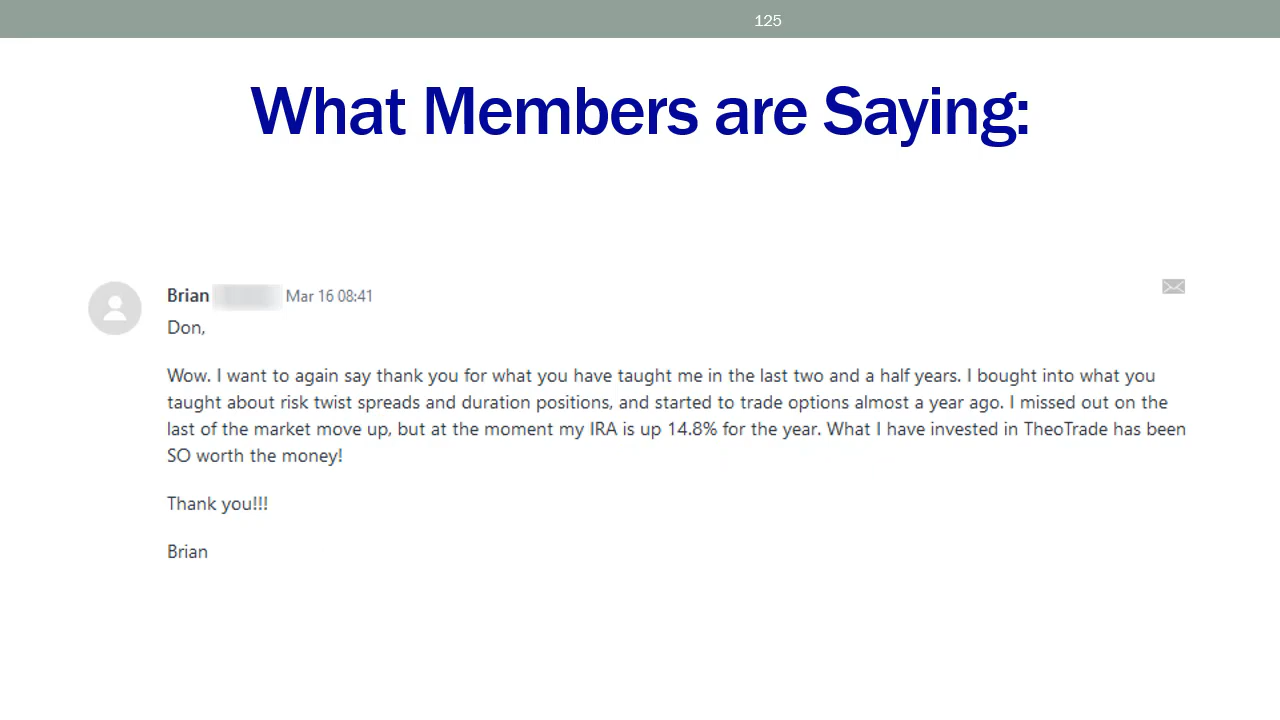 125
What Members are Saying:
Brian Mar 16 08:41
Don,
Wow. I want to again say thank you for what you have taught me in the last two and a half years. I bought into what you
taught about risk twist spreads and duration positions, and started to trade options almost a year ago. I missed out on the
last of the market move up, but at the moment my IRA is up 14.8% for the year. What I have invested in TheoTrade has been
SO worth the money!
Thank you!!!
Brian